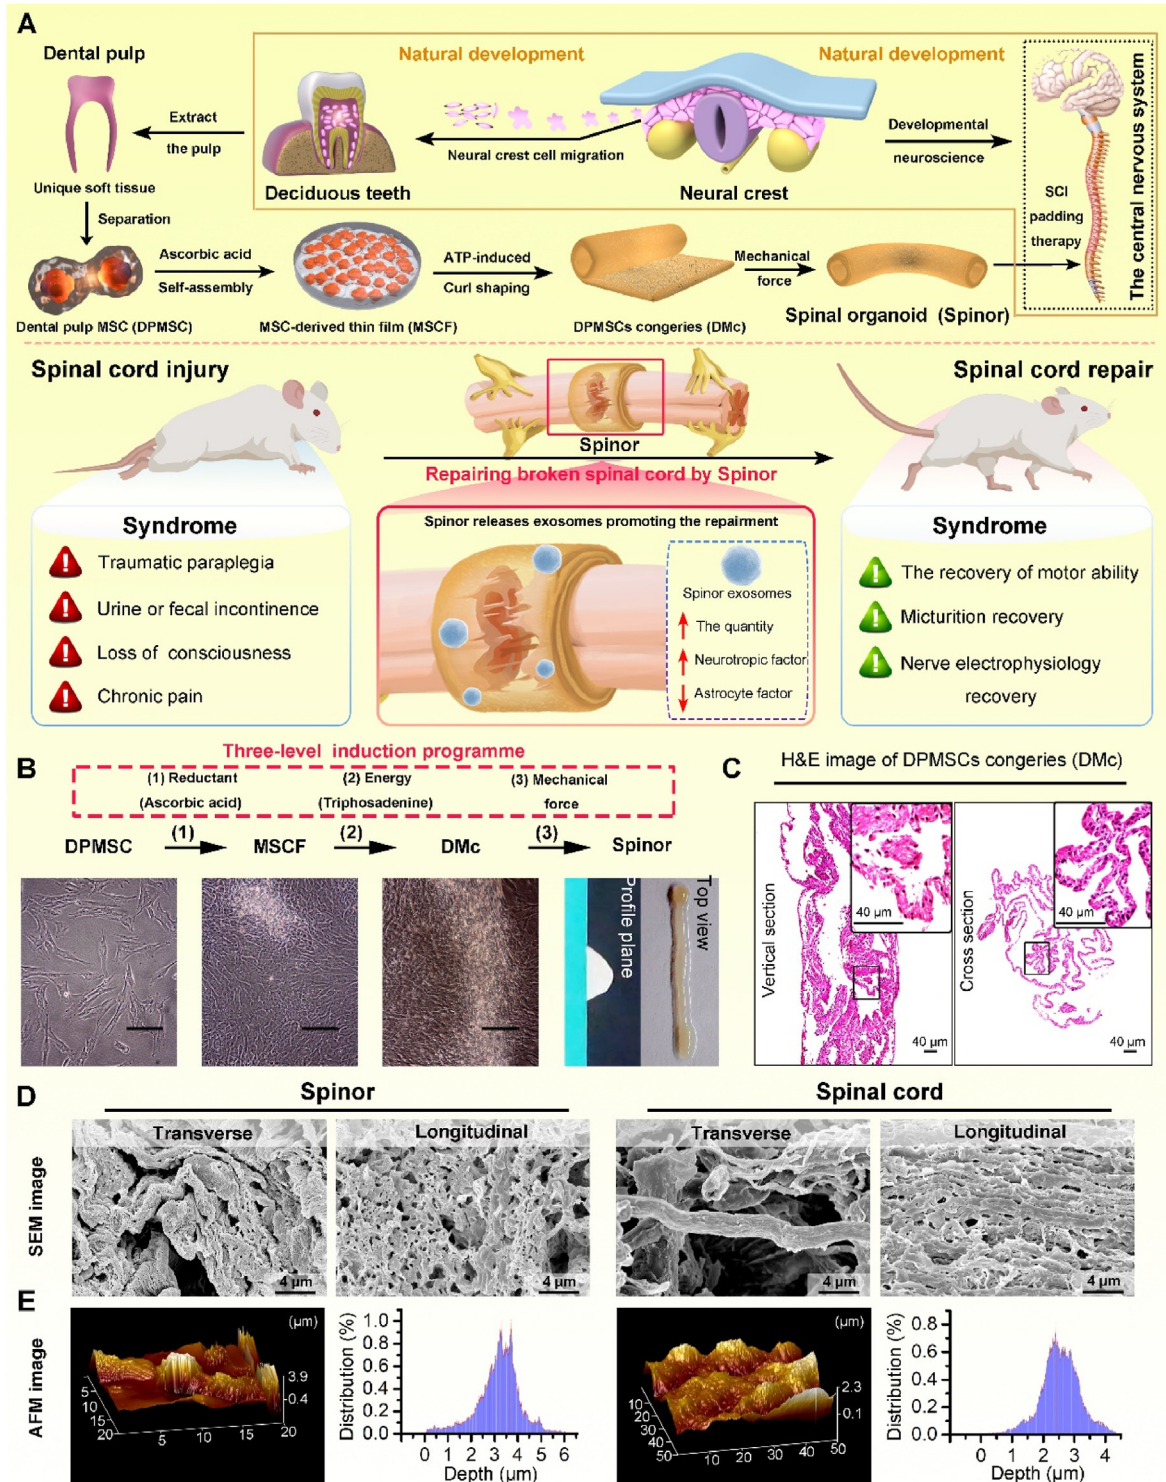 A
Dental pulp
Natural development
Natural development
Extract
the pulp
Neural crest cell migration
Developmental
neuroscience
Unique soft tissue
Deciduous teeth
Neural crest
SCI
padding
therapy
The central nervous system
Separation
Ascorbic acid
Self-assembly
ATP-induced
Curl shaping
Mechanical
force
Dental pulp MSC (DPMSC)
MSC-derived thin film (MSCF)
DPMSCs congeries (DMc)
Spinal organoid (Spinor)
Spinal cord injury
Spinal cord repair
Spinor
Repairing broken spinal cord by Spinor
Syndrome
Traumatic paraplegia
Urine or fecal incontinence
Loss of consciousness
Chronic pain
Spinor releases exosomes promoting the repairment
Spinor exosomes
The quantity
Neurotropic factor
Astrocyte factor
Syndrome
The recovery of motor ability
Micturition recovery
Nerve electrophysiology
recovery
B
Three-level induction programme
(1) Reductant
(Ascorbic acid)
(2) Energy
(Triphosadenine)
(3) Mechanical
force
DPMSC (1) MSCF (2) DMc (3) Spinor
Profile plane
Top view
C
H&E image of DPMSCs congeries (DMc)
Vertical section
40 µm
40 µm
Cross section
40 µm
40 µm
D
Spinor
Spinal cord
SEM image
Transverse
4 µm
Longitudinal
4 µm
Transverse
4 µm
Longitudinal
4 µm
E
AFM image
(µm)
3.9
0.4
5
10
15
20
5
10
15
20
Distribution (%)
1.0
0.8
0.6
0.4
0.2
0.0
0 1 2 3 4 5 6
Depth (µm)
(µm)
2.3
0.1
10
20
30
40
50
10
20
30
40
50
Distribution (%)
0.8
0.6
0.4
0.2
0.0
0 1 2 3 4
Depth (µm)